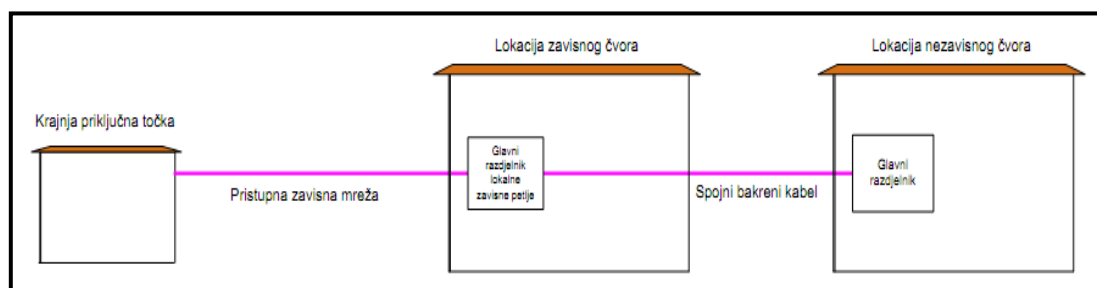 Lokacija zavisnog čvora
Lokacija nezavisnog čvora
Krajnja priključna točka
Glavni
razdjelnik
lokalne
zavisne petlje
Glavni
razdjelnik
Pristupna zavisna mreža
Spojni bakreni kabel